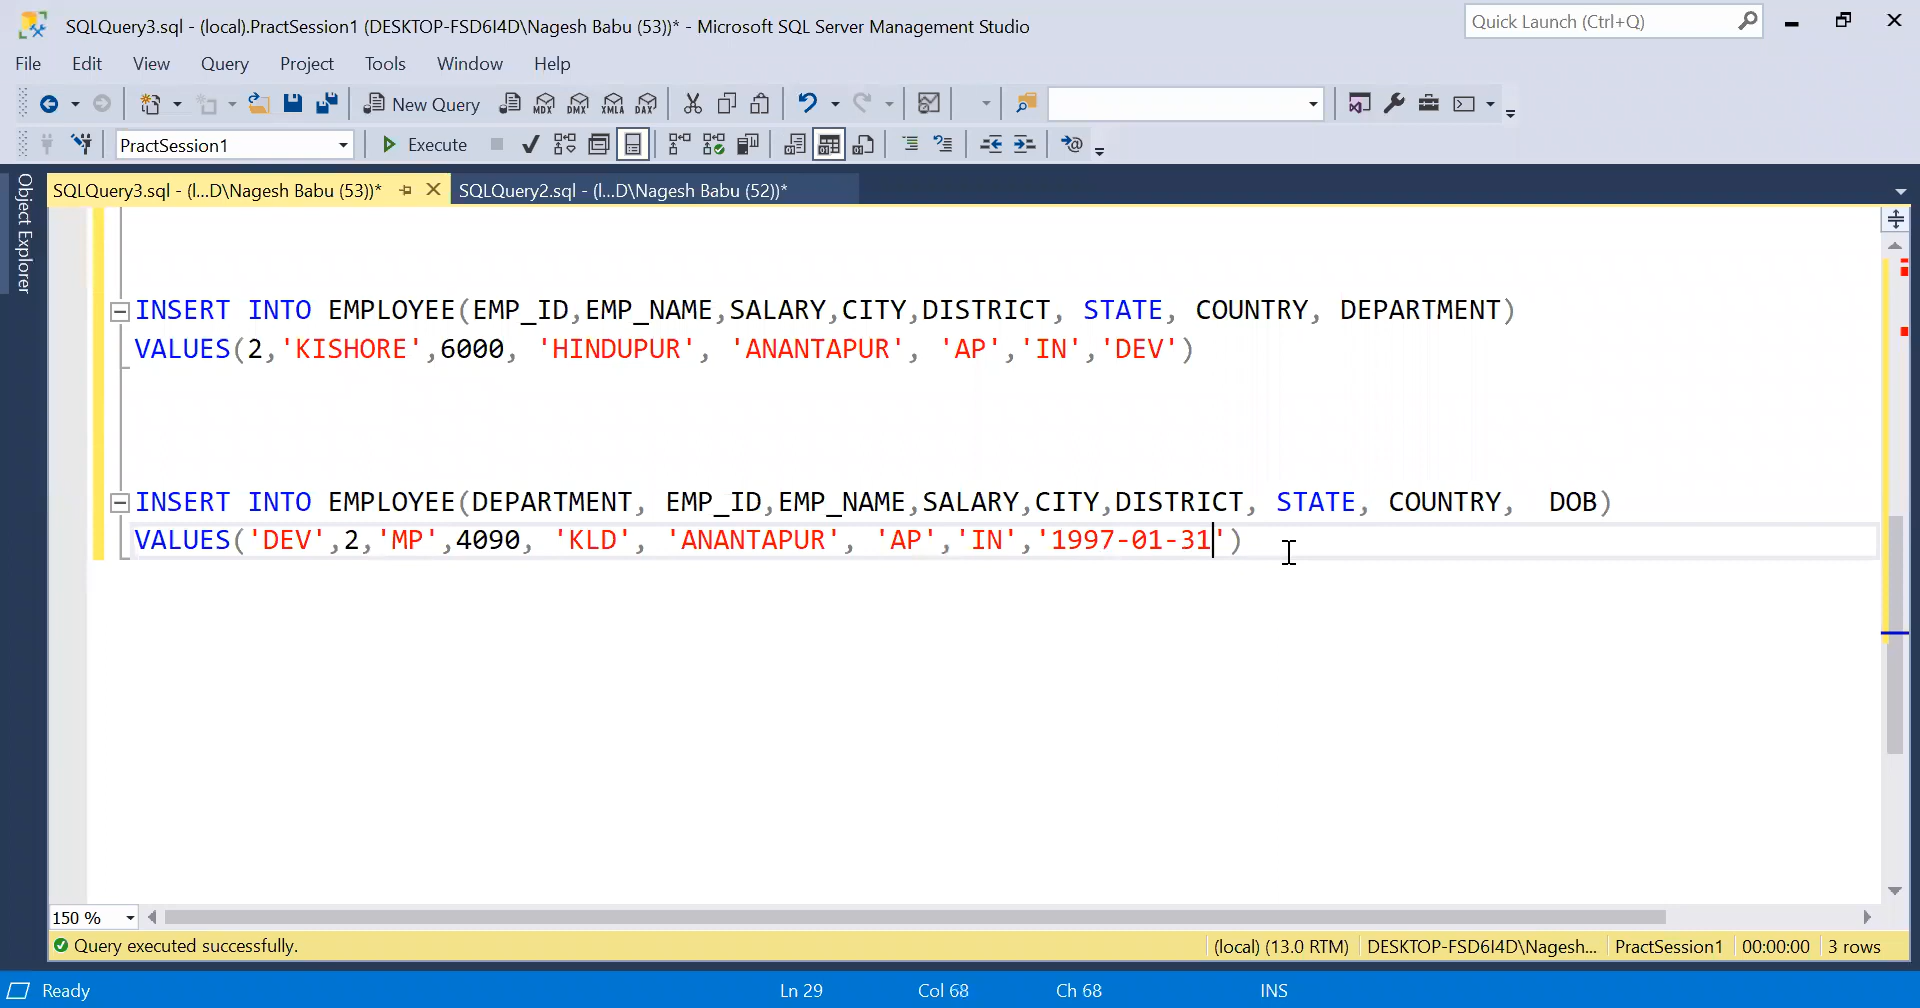 SQLQuery3.sql - (local).PractSession1 (DESKTOP-FSD6I4D\Nagesh Babu (53))* - Microsoft SQL Server Management Studio
Quick Launch (Ctrl+Q)
File Edit View Query Project Tools Window Help
New Query MDX DMX XMLA DAX
PractSession1 Execute
Object Explorer
SQLQuery3.sql - (l...D\Nagesh Babu (53))* SQLQuery2.sql - (l...D\Nagesh Babu (52))*
INSERT INTO EMPLOYEE(EMP_ID,EMP_NAME,SALARY,CITY,DISTRICT, STATE, COUNTRY, DEPARTMENT)
VALUES(2,'KISHORE',6000, 'HINDUPUR', 'ANANTAPUR', 'AP','IN','DEV')
INSERT INTO EMPLOYEE(DEPARTMENT, EMP_ID,EMP_NAME,SALARY,CITY,DISTRICT, STATE, COUNTRY,  DOB)
VALUES('DEV',2,'MP',4090, 'KLD', 'ANANTAPUR', 'AP','IN','1997-01-31')
150 %
Query executed successfully. (local) (13.0 RTM) DESKTOP-FSD6I4D\Nagesh... PractSession1 00:00:00 3 rows
Ready Ln 29 Col 68 Ch 68 INS